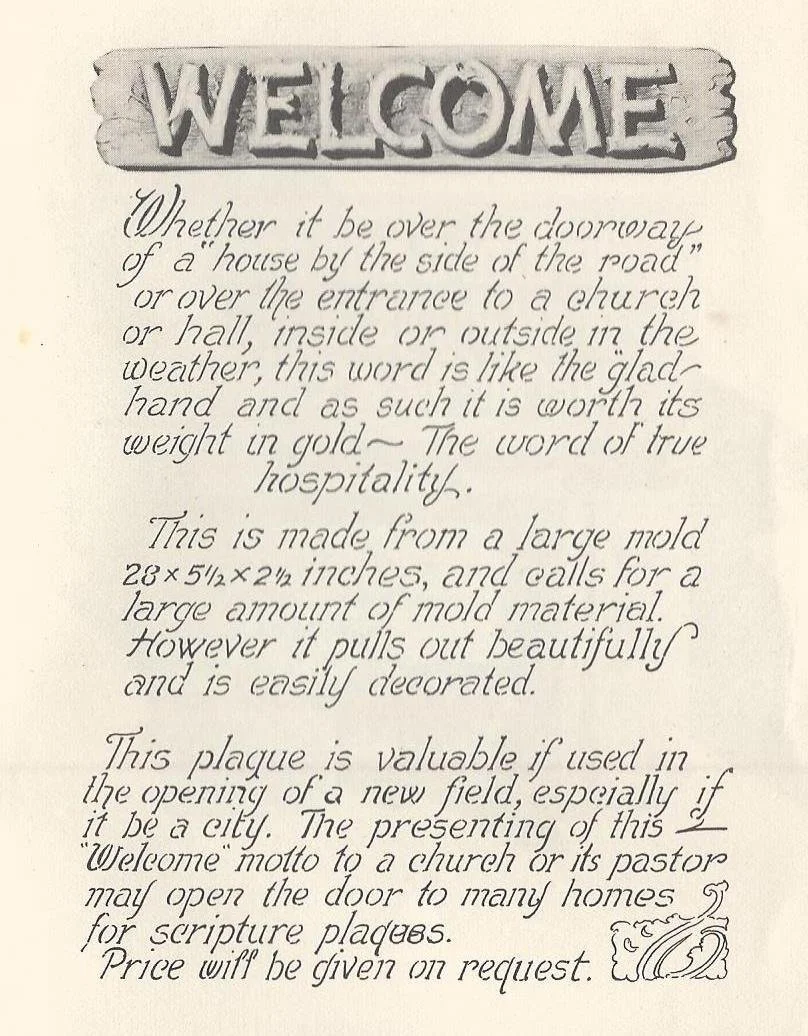 WELCOME
Whether it be over the doorway
of a "house by the side of the road"
or over the entrance to a church
or hall, inside or outside in the
weather, this word is like the glad-
hand and as such it is worth its
weight in gold~ The word of true
hospitality.
This is made from a large mold
28 x 5 1/2 x 2 1/2 inches, and calls for a
large amount of mold material.
However it pulls out beautifully
and is easily decorated.
This plaque is valuable if used in
the opening of a new field, especially if
it be a city. The presenting of this
"Welcome" motto to a church or its pastor
may open the door to many homes
for scripture plaques.
Price will be given on request.